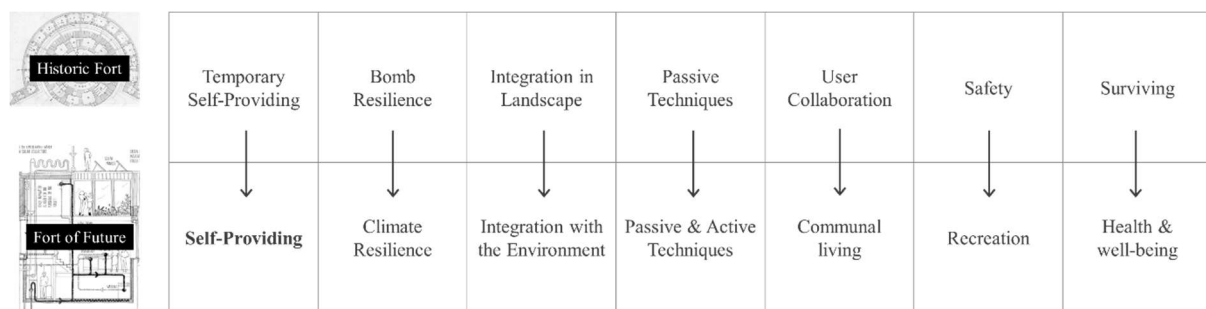 Historic Fort
Temporary
Self-Providing
Bomb
Resilience
Integration in
Landscape
Passive
Techniques
User
Collaboration
Safety
Surviving
Fort of Future
Self-Providing
Climate
Resilience
Integration with
the Environment
Passive & Active
Techniques
Communal
living
Recreation
Health &
well-being